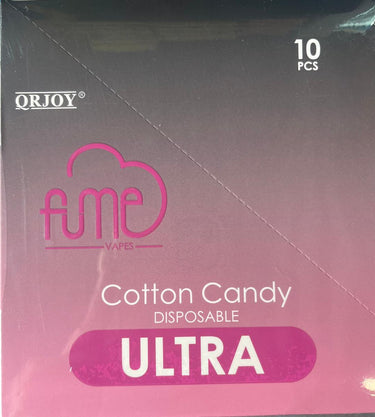 10
PCS
QRJOY®
fume
VAPES
Cotton Candy
DISPOSABLE
ULTRA